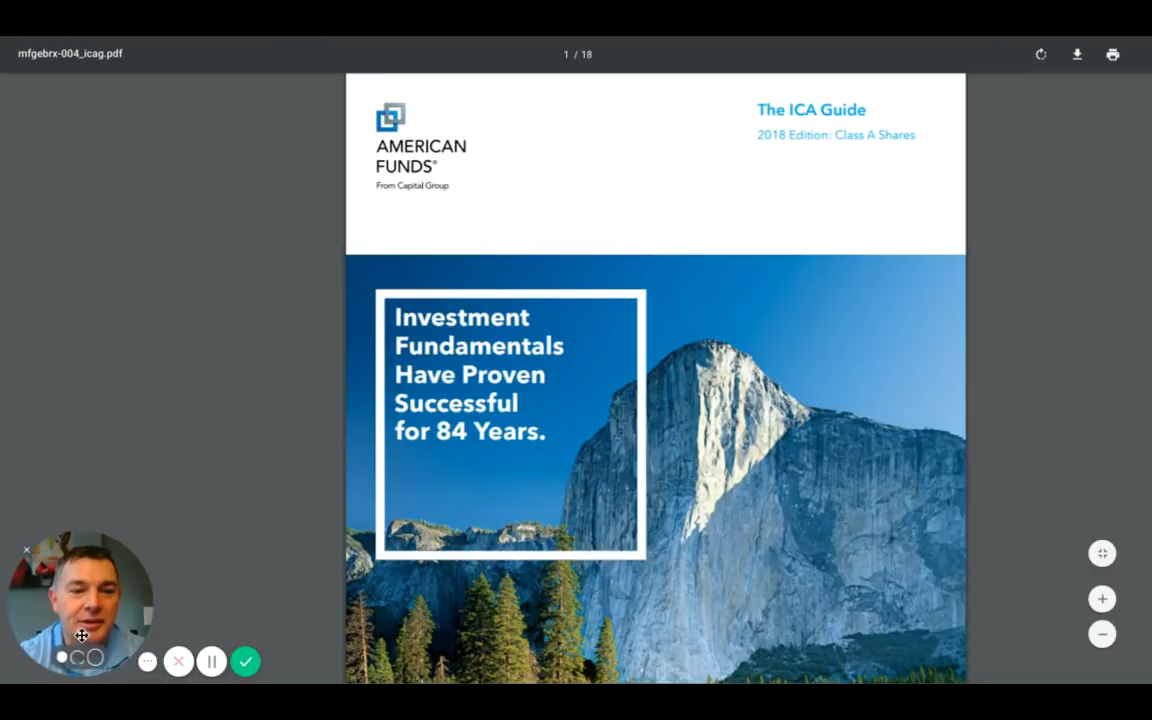 mfgebrx-004_icag.pdf
1 / 18
The ICA Guide
2018 Edition: Class A Shares
AMERICAN
FUNDS®
From Capital Group
Investment
Fundamentals
Have Proven
Successful
for 84 Years.